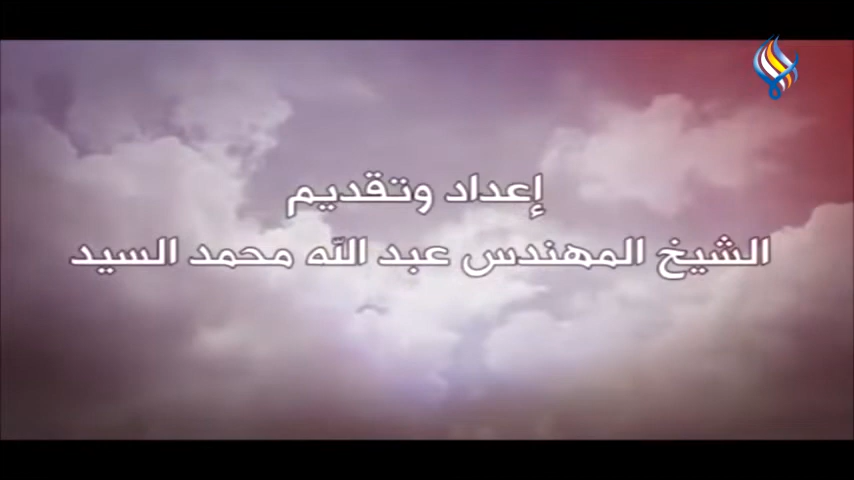 إعداد وتقديم
الشيخ المهندس عبد الله محمد السيد